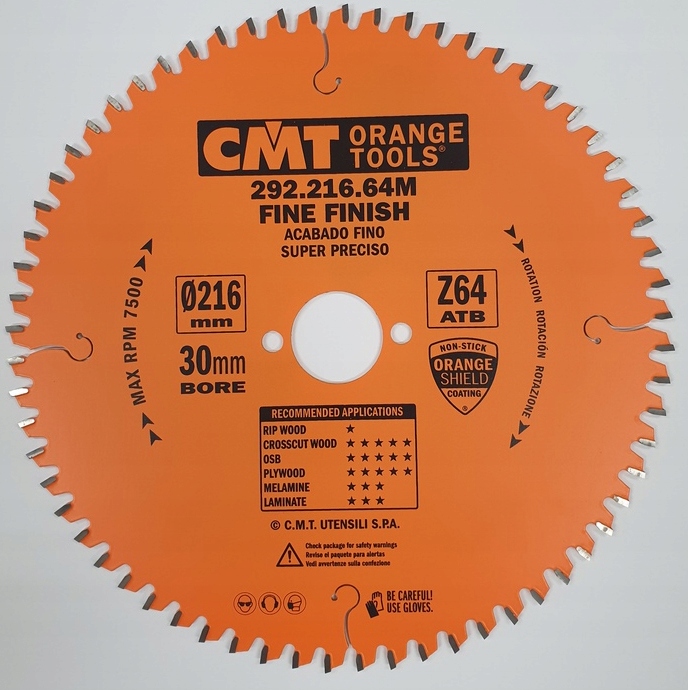 CMT ORANGE
TOOLS®
292.216.64M
FINE FINISH
ACABADO FINO
SUPER PRECISO
MAX RPM 7500
Ø216
mm
30mm
BORE
Z64
ATB
NON-STICK
ORANGE
SHIELD
COATING
®
ROTATION ROTACIÓN ROTAZIONE
RECOMMENDED APPLICATIONS
RIP WOOD ★
CROSSCUT WOOD ★★★★★
OSB ★★★★★
PLYWOOD ★★★★★
MELAMINE ★★★
LAMINATE ★★★
© C.M.T. UTENSILI S.P.A.
Check package for safety warnings
Revise el paquete para alertas
Vedi avvertenze sulla confezione
BE CAREFUL!
USE GLOVES.